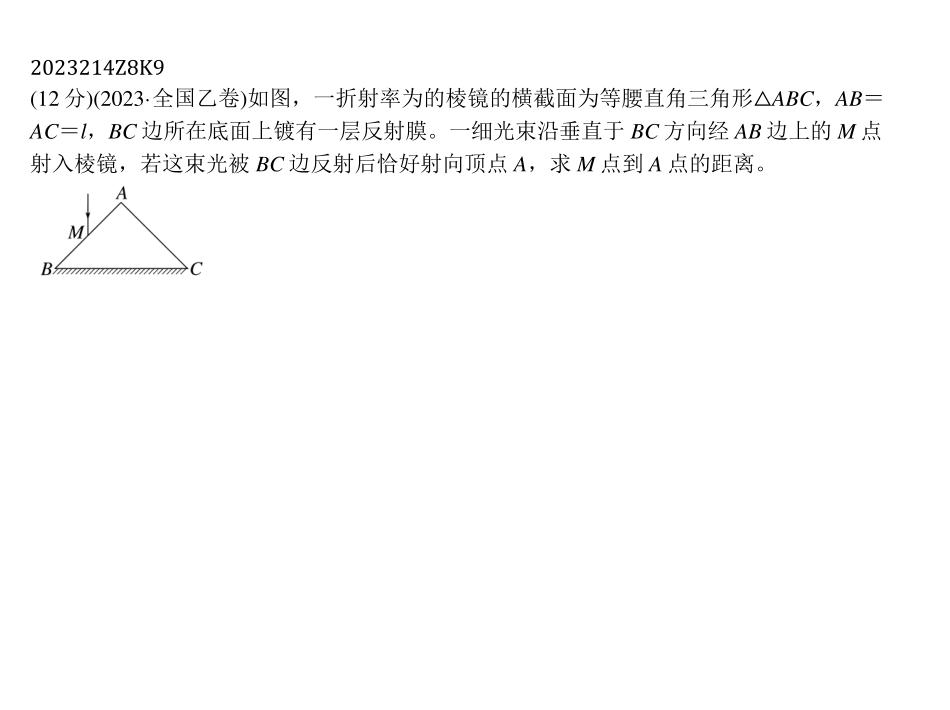 2023214Z8K9
(12 分)(2023·全国乙卷)如图，一折射率为的棱镜的横截面为等腰直角三角形△ABC，AB＝
AC＝l，BC 边所在底面上镀有一层反射膜。一细光束沿垂直于 BC 方向经 AB 边上的 M 点
射入棱镜，若这束光被 BC 边反射后恰好射向顶点 A，求 M 点到 A 点的距离。
A
M
B
C